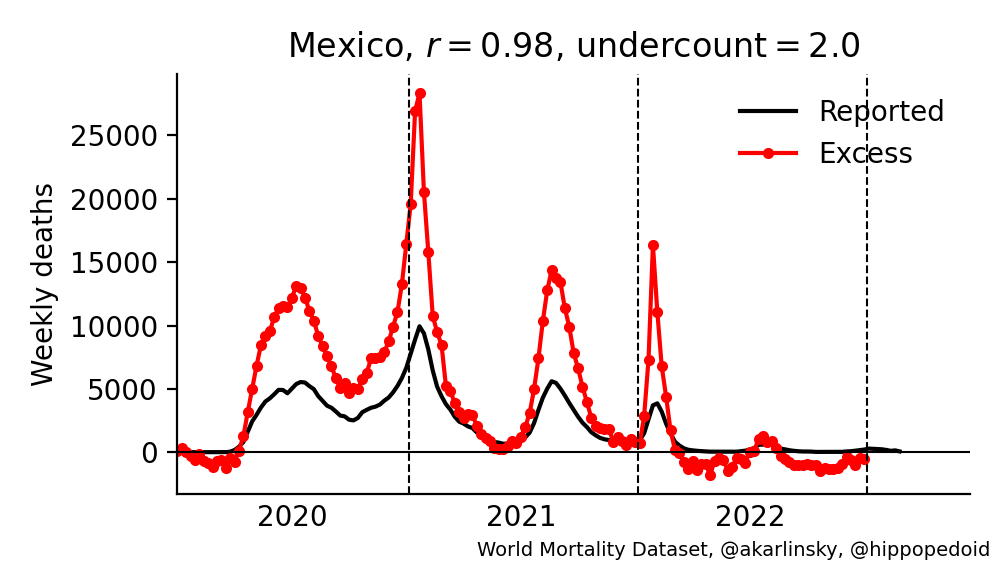 Mexico, r = 0.98, undercount = 2.0
Weekly deaths
25000
20000
15000
10000
5000
0
Reported
Excess
2020 2021 2022
World Mortality Dataset, @akarlinsky, @hippopedoid